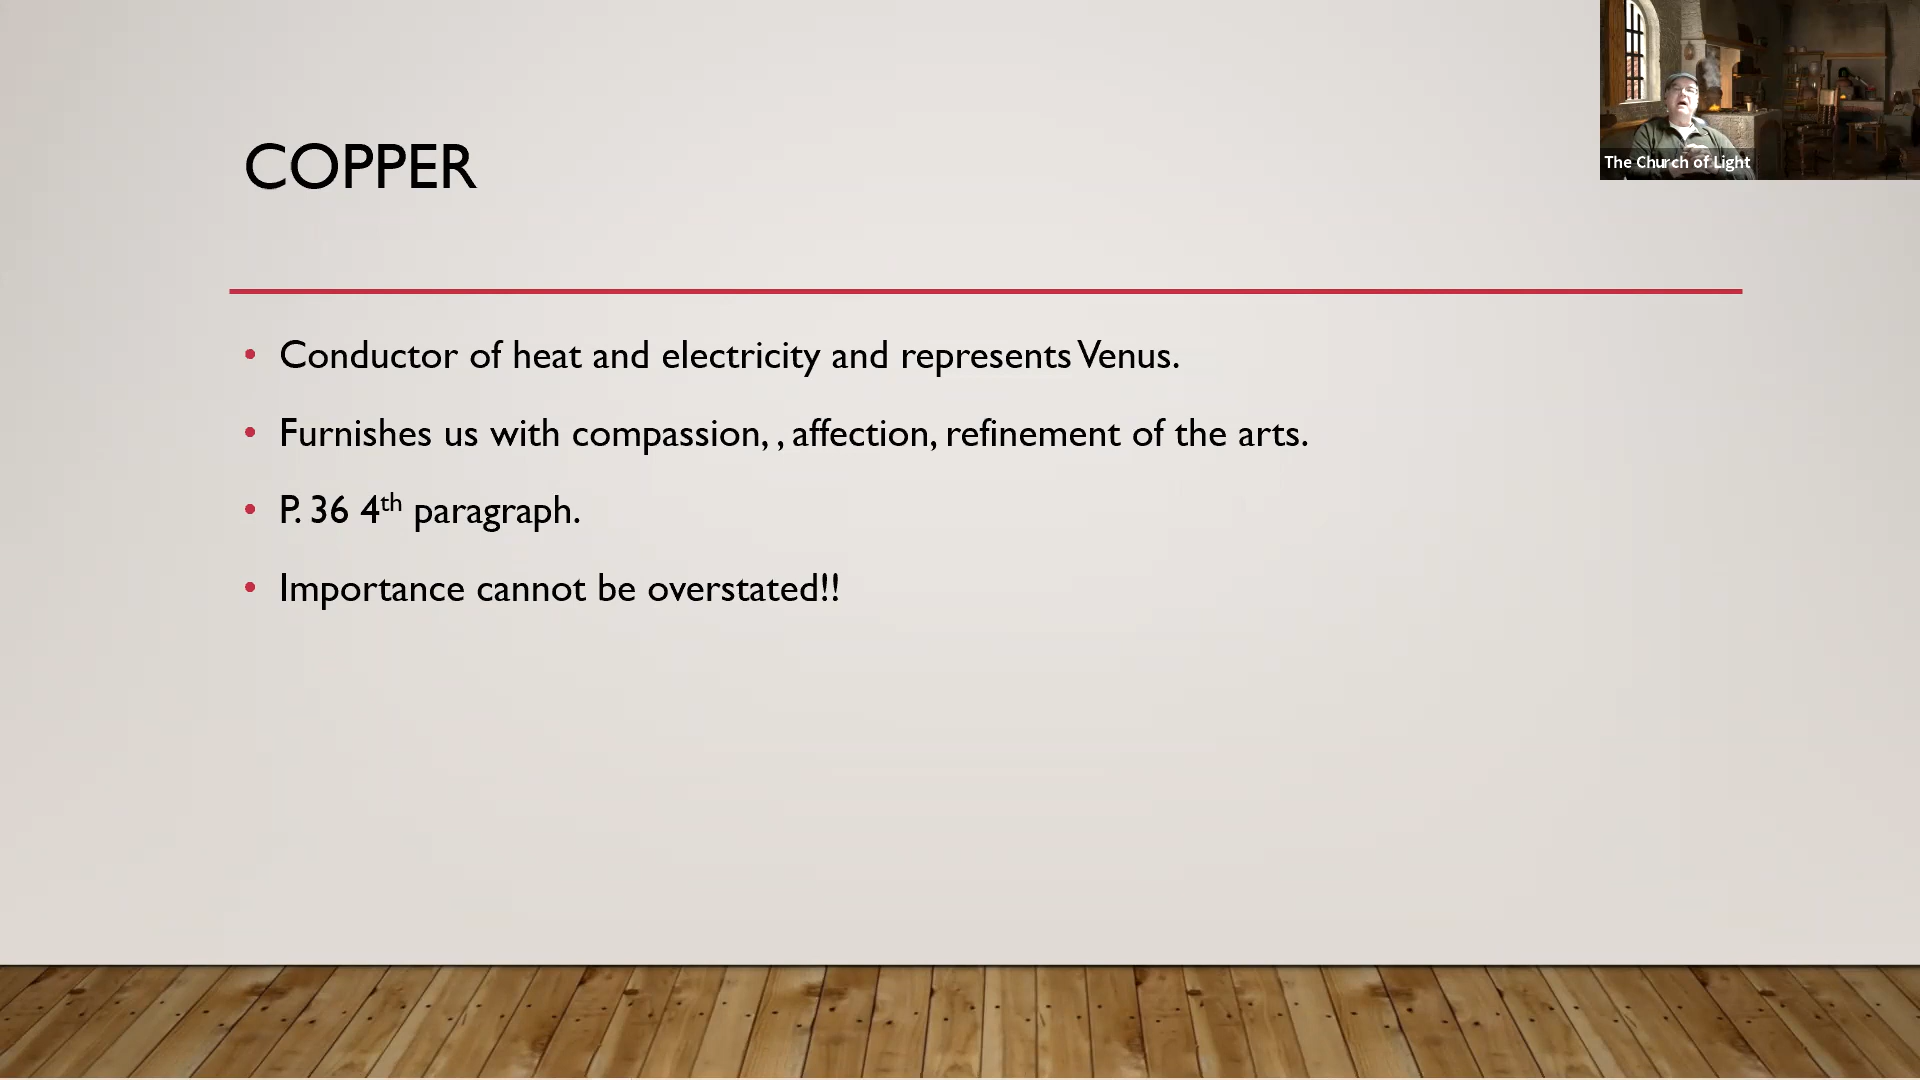 The Church of Light
COPPER
• Conductor of heat and electricity and represents Venus.
• Furnishes us with compassion, , affection, refinement of the arts.
• P. 36 4th paragraph.
• Importance cannot be overstated!!